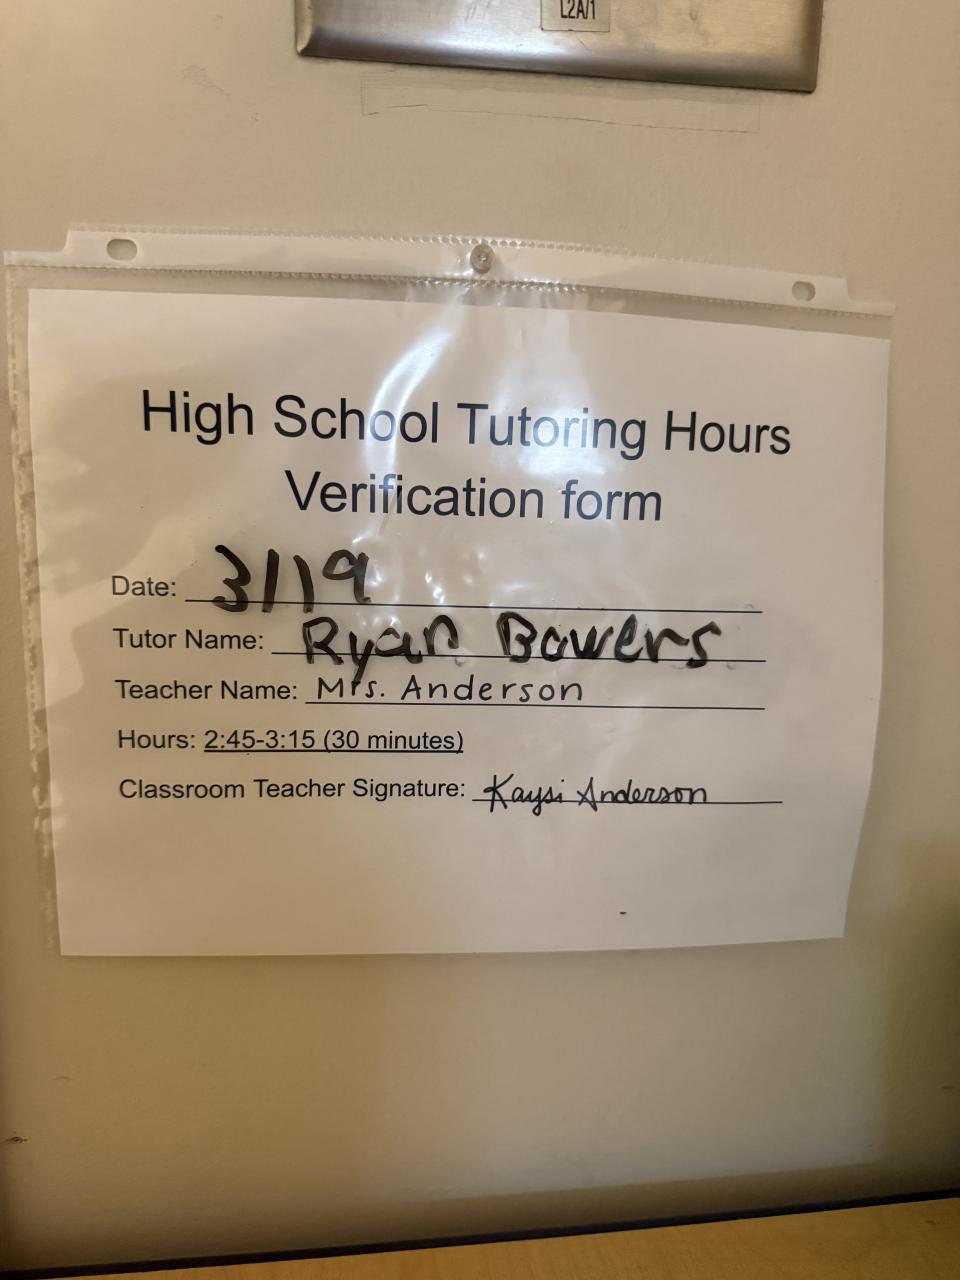 L2A/1
High School Tutoring Hours
Verification form
Date: 3/19
Tutor Name: Ryan Bowers
Teacher Name: Mrs. Anderson
Hours: 2:45-3:15 (30 minutes)
Classroom Teacher Signature: Kaysi Anderson